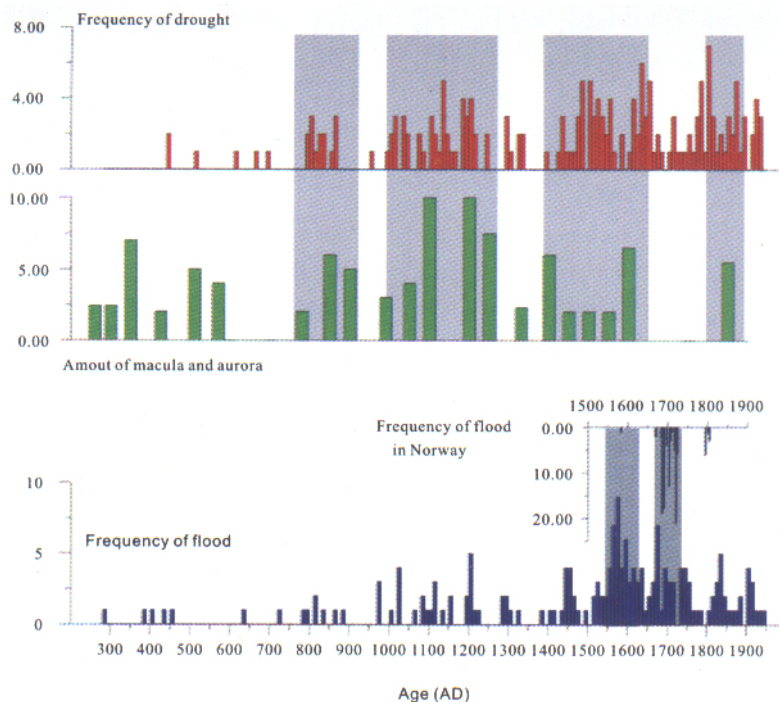 Frequency of drought
8.00
4.00
0.00
10.00
5.00
0.00
Amout of macula and aurora
1500 1600 1700 1800 1900
Frequency of flood
in Norway
0.00
10.00
20.00
10
Frequency of flood
5
0
300 400 500 600 700 800 900 1000 1100 1200 1300 1400 1500 1600 1700 1800 1900
Age (AD)